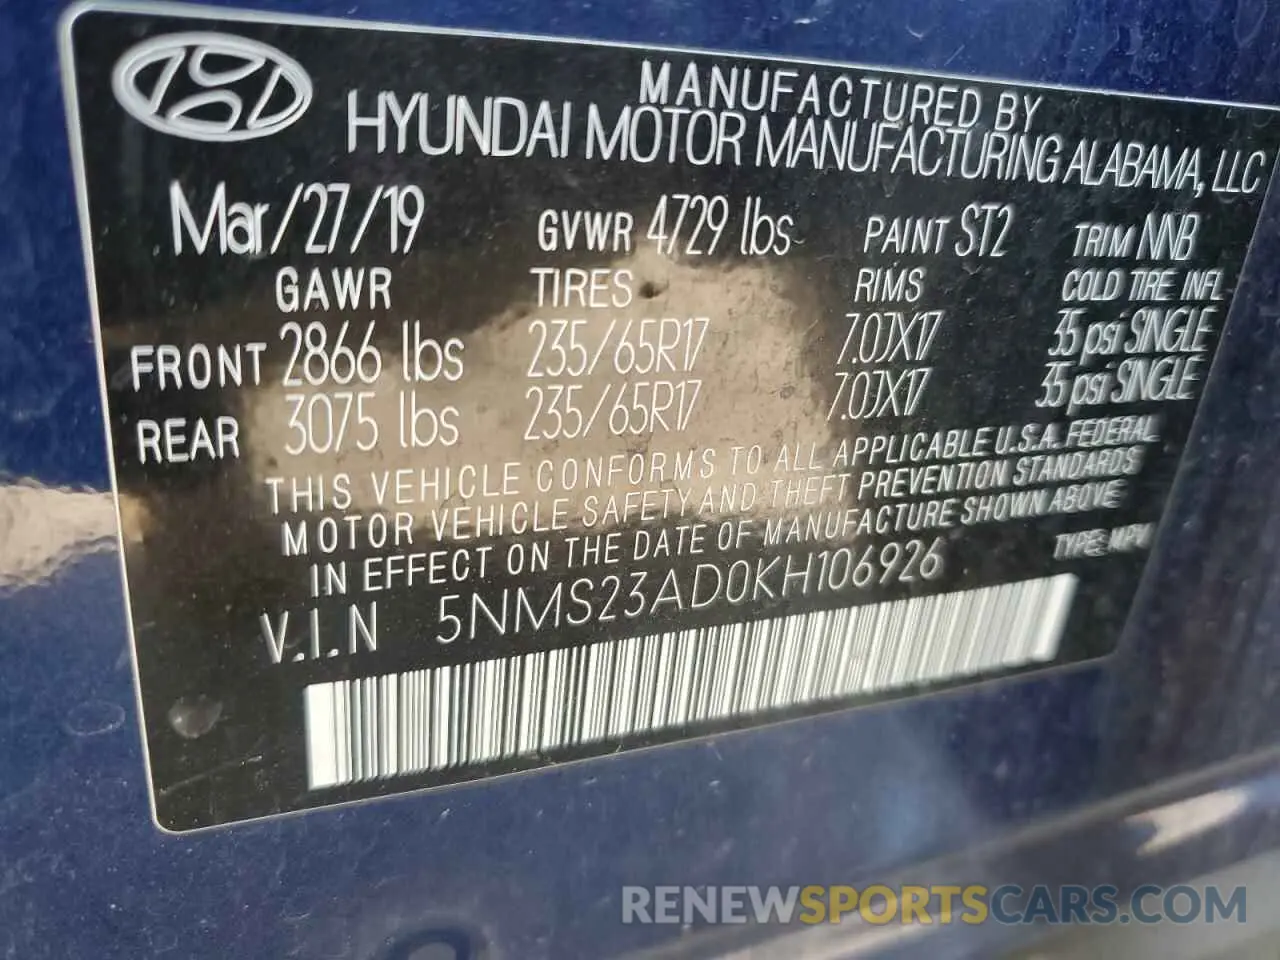 MANUFACTURED BY
HYUNDAI MOTOR MANUFACTURING ALABAMA, LLC
Mar/27/19 GVWR 4729 lbs PAINT ST2 TRIM NNB
GAWR TIRES RIMS COLD TIRE INFL
FRONT 2866 lbs 235/65R17 7.0JX17 35 psi SINGLE
REAR 3075 lbs 235/65R17 7.0JX17 35 psi SINGLE
THIS VEHICLE CONFORMS TO ALL APPLICABLE U.S.A. FEDERAL
MOTOR VEHICLE SAFETY AND THEFT PREVENTION STANDARDS
IN EFFECT ON THE DATE OF MANUFACTURE SHOWN ABOVE
V.I.N 5NMS23AD0KH106926 TYPE: MPV
RENEWSPORTSCARS.COM